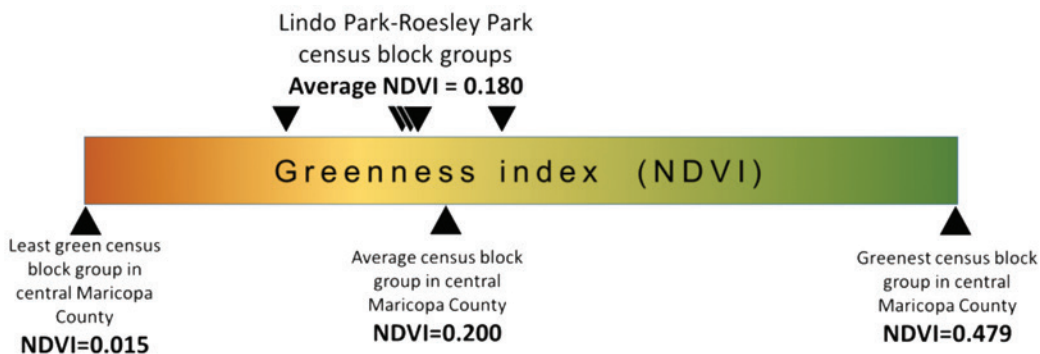 Lindo Park-Roesley Park
census block groups
Average NDVI = 0.180
Greenness index (NDVI)
Least green census
block group in
central Maricopa
County
NDVI=0.015
Average census block
group in central
Maricopa County
NDVI=0.200
Greenest census block
group in central
Maricopa County
NDVI=0.479